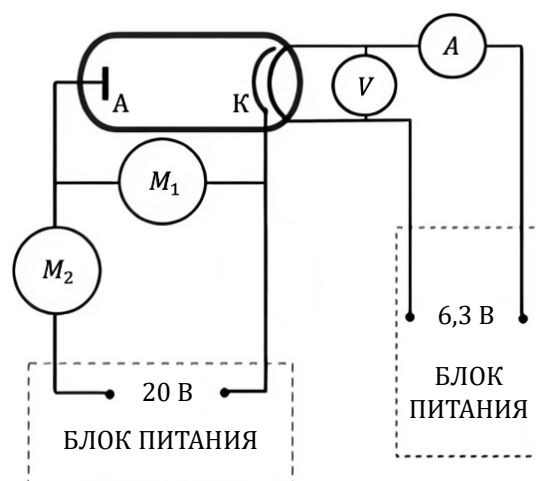 A
V
А
К
M₁
M₂
6,3 В
БЛОК
ПИТАНИЯ
20 В
БЛОК ПИТАНИЯ